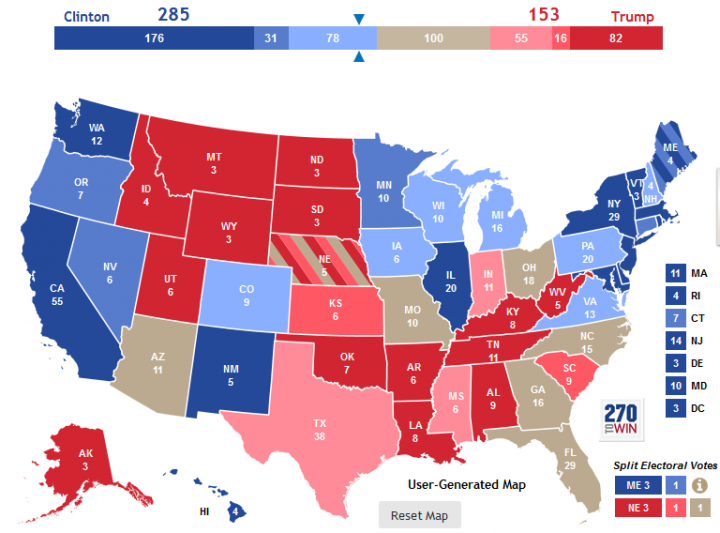 Clinton 285 153 Trump
176 31 78 100 55 16 82
WA
12
OR
7
CA
55
NV
6
ID
4
MT
3
WY
3
UT
6
AZ
11
CO
9
NM
5
ND
3
SD
3
NE
5
KS
6
OK
7
TX
38
MN
10
IA
6
MO
10
AR
6
LA
8
WI
10
IL
20
MI
16
IN
11
OH
18
KY
8
TN
11
MS
6
AL
9
GA
16
FL
29
SC
9
NC
15
VA
13
WV
5
PA
20
NY
29
VT
3
4
NH
ME
4
AK
3
HI
4
11 MA
4 RI
7 CT
14 NJ
3 DE
10 MD
3 DC
270
TO WIN
User-Generated Map
Reset Map
Split Electoral Votes
ME 3 1 i
NE 3 1 1